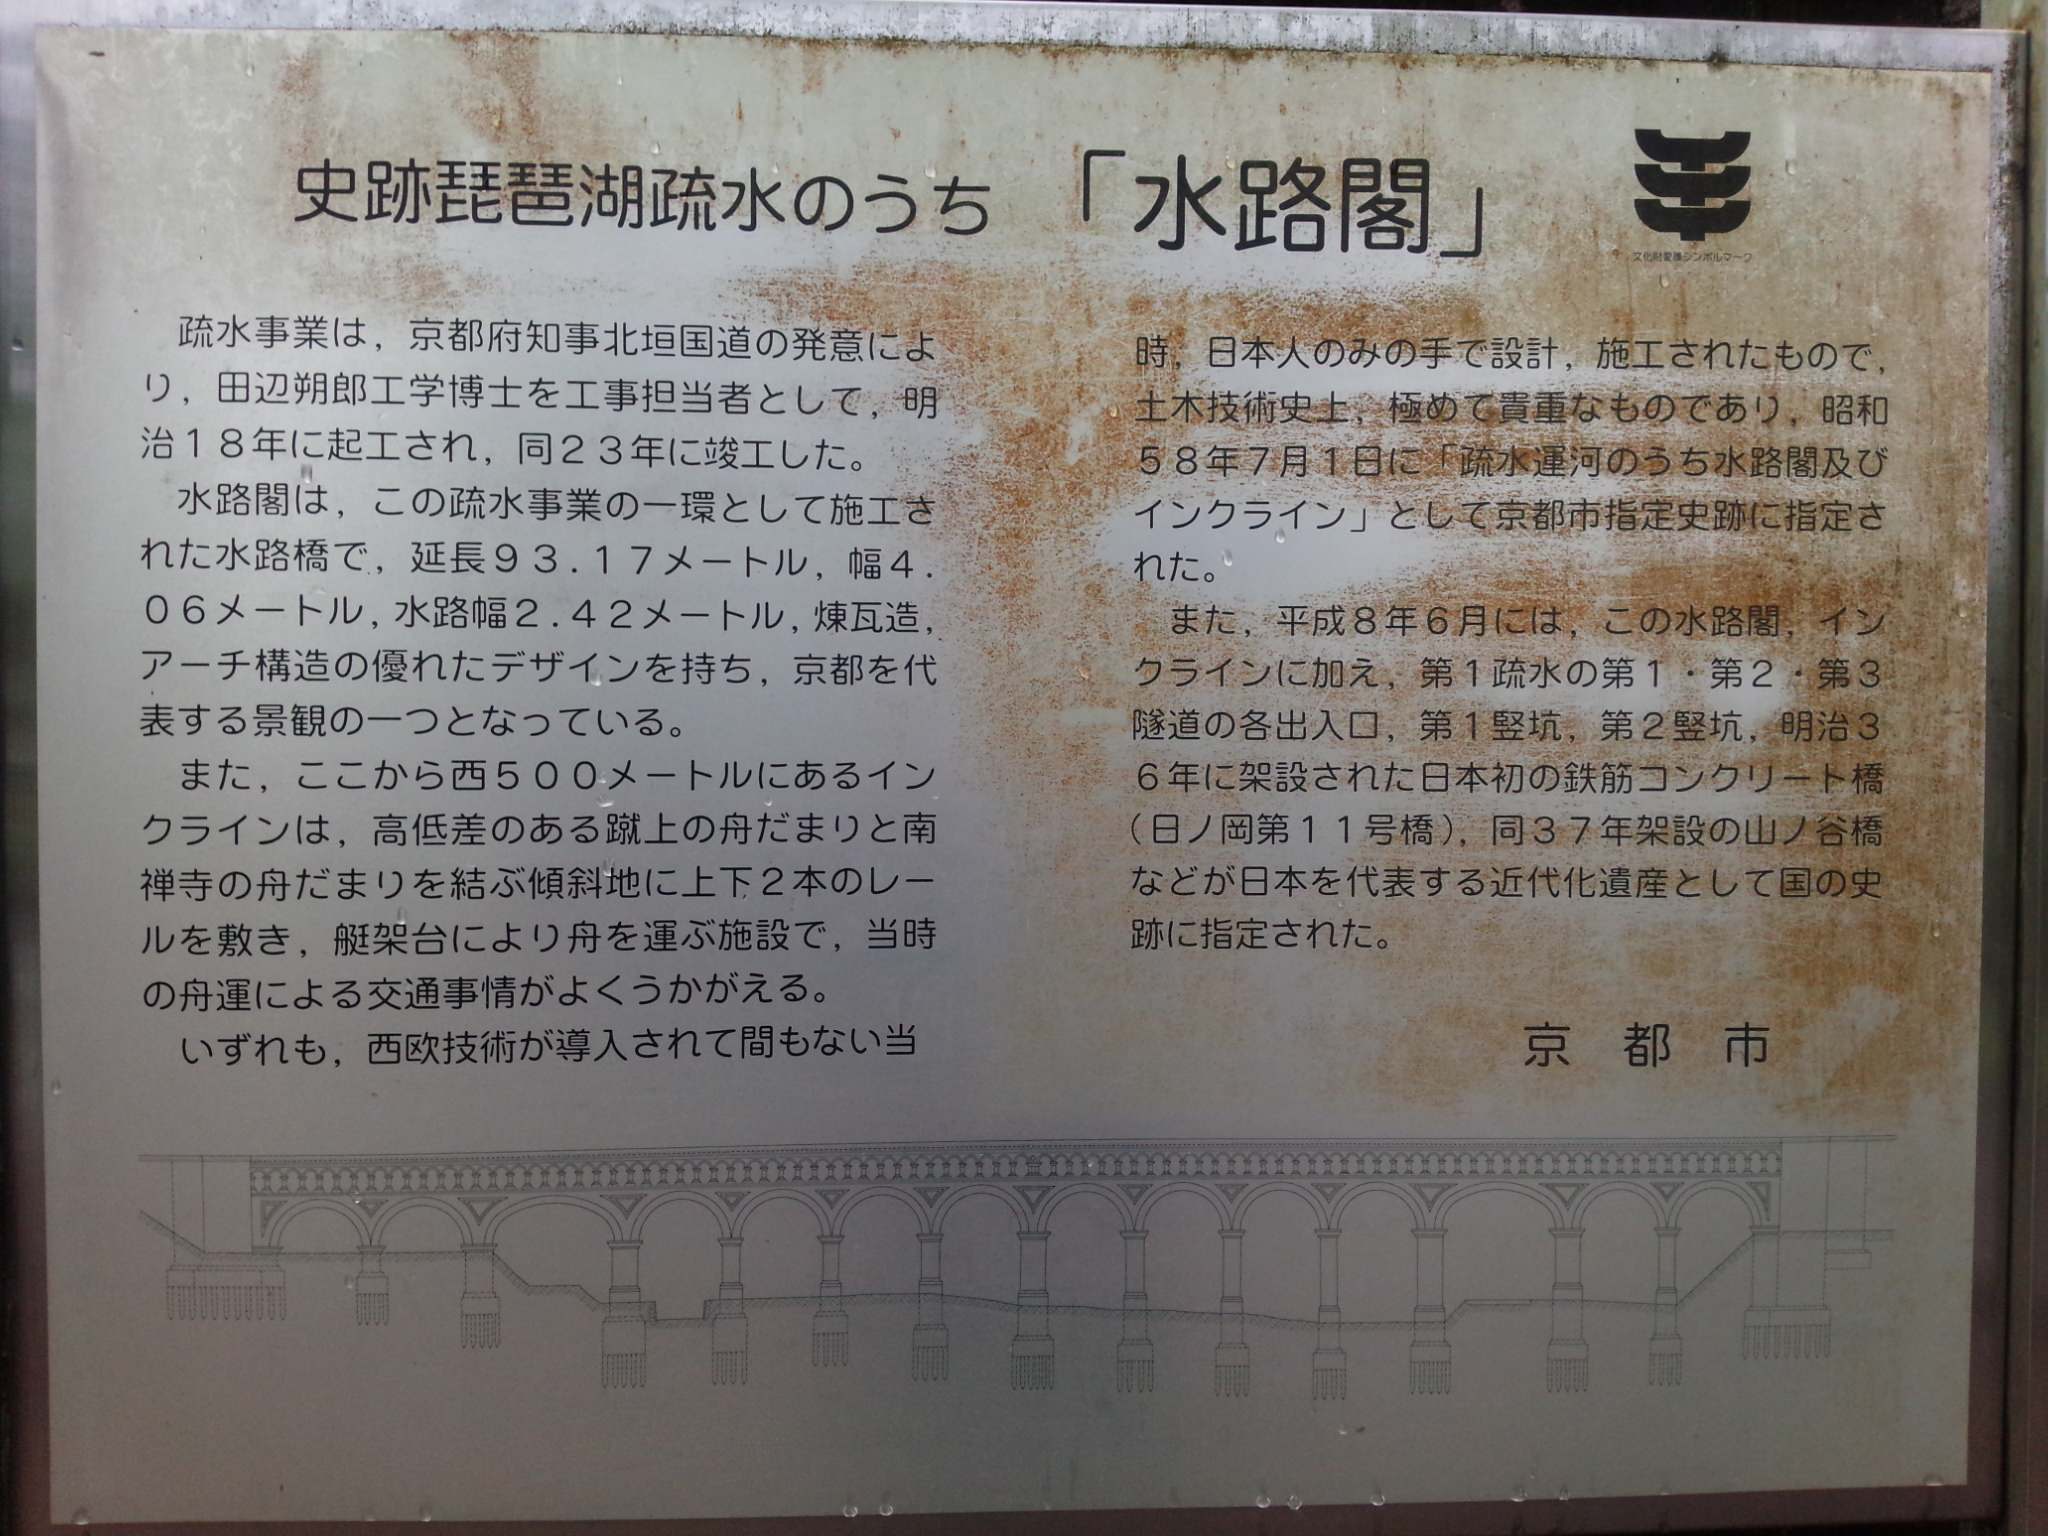 史跡琵琶湖疏水のうち 「水路閣」
文化財愛護シンボルマーク
疏水事業は，京都府知事北垣国道の発意によ
り，田辺朔郎工学博士を工事担当者として，明
治１８年に起工され，同２３年に竣工した。
水路閣は，この疏水事業の一環として施工さ
れた水路橋で，延長９３．１７メートル，幅４．
０６メートル，水路幅２．４２メートル，煉瓦造，
アーチ構造の優れたデザインを持ち，京都を代
表する景観の一つとなっている。
また，ここから西５００メートルにあるイン
クラインは，高低差のある蹴上の舟だまりと南
禅寺の舟だまりを結ぶ傾斜地に上下２本のレー
ルを敷き，艇架台により舟を運ぶ施設で，当時
の舟運による交通事情がよくうかがえる。
いずれも，西欧技術が導入されて間もない当
時，日本人のみの手で設計，施工されたもので，
土木技術史上，極めて貴重なものであり，昭和
５８年７月１日に「疏水運河のうち水路閣及び
インクライン」として京都市指定史跡に指定さ
れた。
また，平成８年６月には，この水路閣，イン
クラインに加え，第１疏水の第１・第２・第３
隧道の各出入口，第１竪坑，第２竪坑，明治３
６年に架設された日本初の鉄筋コンクリート橋
（日ノ岡第１１号橋），同３７年架設の山ノ谷橋
などが日本を代表する近代化遺産として国の史
跡に指定された。
京都市